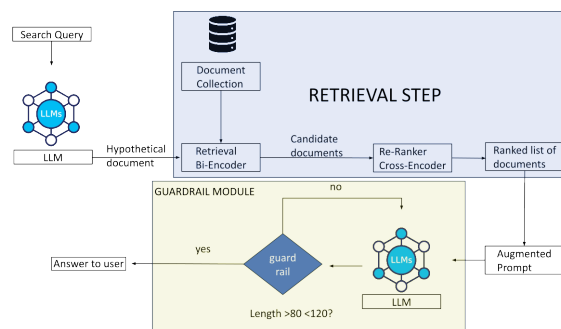 Search Query
LLMs
LLM
Hypothetical
document
Document
Collection
RETRIEVAL STEP
Retrieval
Bi-Encoder
Candidate
documents
Re-Ranker
Cross-Encoder
Ranked list of
documents
GUARDRAIL MODULE
no
yes
Answer to user
guard
rail
LLMs
LLM
Augmented
Prompt
Length >80 <120?